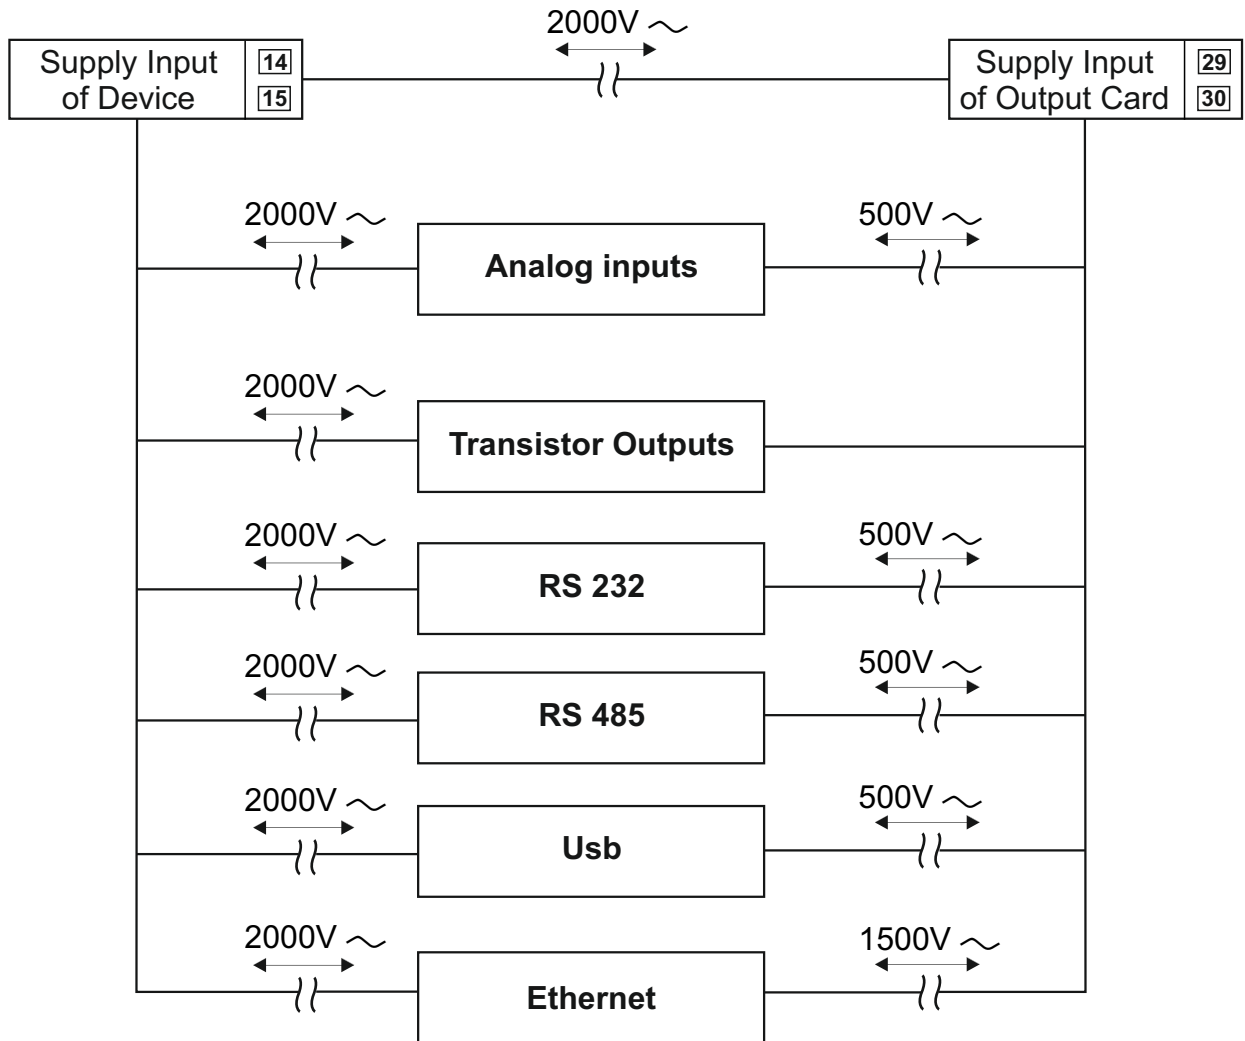 2000V ~
Supply Input
of Device
14
15
Supply Input
of Output Card
29
30
2000V ~
500V ~
Analog inputs
2000V ~
Transistor Outputs
2000V ~
500V ~
RS 232
2000V ~
500V ~
RS 485
2000V ~
500V ~
Usb
2000V ~
1500V ~
Ethernet